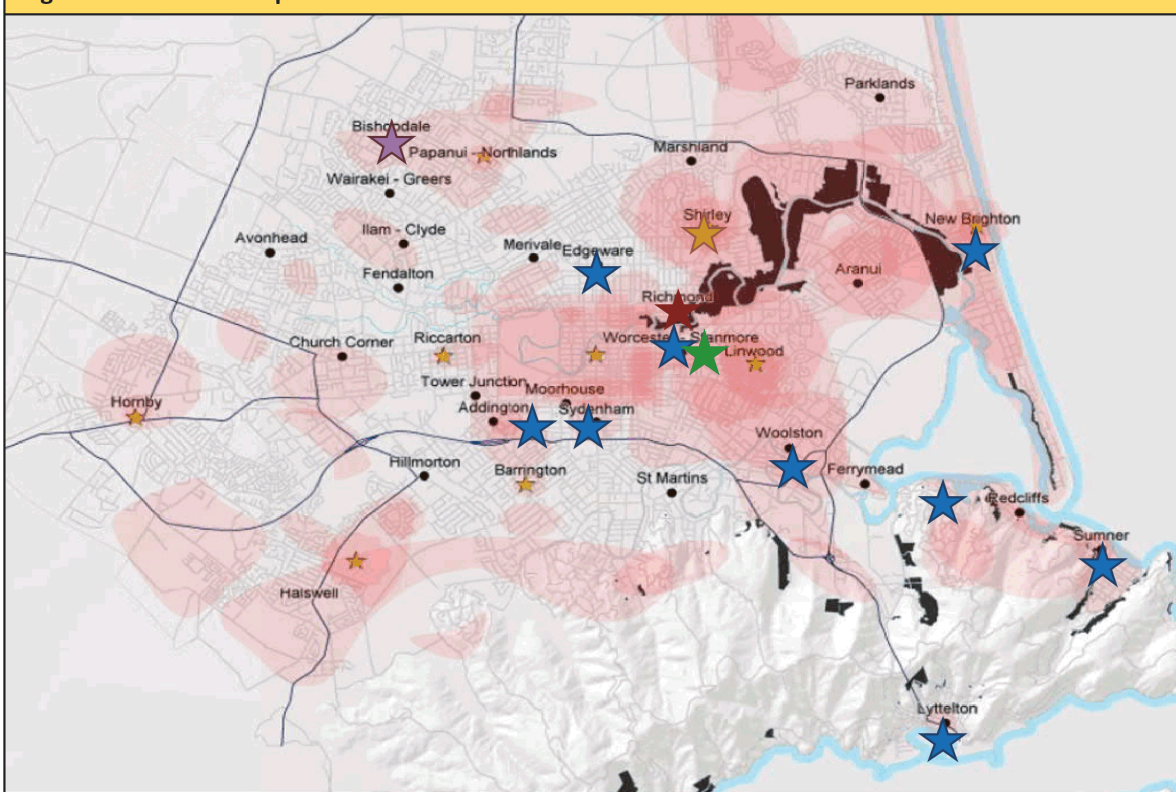 Parklands
Bishopdale
Papanui - Northlands
Marshland
Wairakei - Greers
Shirley
New Brighton
Ilam - Clyde
Avonhead
Merivale
Edgeware
Fendalton
Aranui
Richmond
Church Corner
Riccarton
Worcester - Stanmore
Linwood
Tower Junction
Moorhouse
Hornby
Addington
Sydenham
Woolston
Hillmorton
Barrington
St Martins
Ferrymead
Redcliffs
Sumner
Halswell
Lyttelton